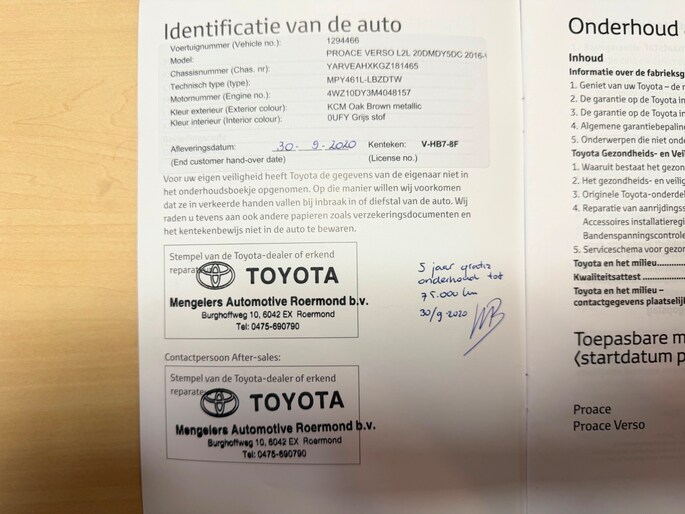 Identificatie van de auto
Voertuignummer (Vehicle no.): 1294466
Model: PROACE VERSO L2L 20DMDY5DC 2016-
Chassisnummer (Chas. nr): YARVEAHXKGZ181465
Technisch type (type): MPY461L-LBZDTW
Motornummer (Engine no.): 4WZ10DY3M4048157
Kleur exterieur (Exterior colour): KCM Oak Brown metallic
Kleur interieur (Interior colour): 0UFY Grijs stof
Afleveringsdatum: 30-9-2020 Kenteken: V-HB7-8F
(End customer hand-over date) (License no.)
Voor uw eigen veiligheid heeft Toyota de gegevens van de eigenaar niet in
het onderhoudsboekje opgenomen. Op die manier willen wij voorkomen
dat ze in verkeerde handen vallen bij inbraak in of diefstal van de auto. Wij
raden u tevens aan ook andere papieren zoals verzekeringsdocumenten en
het kentekenbewijs niet in de auto te bewaren.
Stempel van de Toyota-dealer of erkend
reparate
TOYOTA
Mengelers Automotive Roermond b.v.
Burghoffweg 10, 6042 EX Roermond
Tel: 0475-690790
5 jaar gratis
onderhoud tot
75.000 km
30/9-2020
Contactpersoon After-sales:
Stempel van de Toyota-dealer of erkend
reparate
TOYOTA
Mengelers Automotive Roermond b.v.
Burghoffweg 10, 6042 EX Roermond
Tel: 0475-690790
Onderhoud
Inhoud
Informatie over de fabrieksg
1. Geniet van uw Toyota – de r
2. De garantie op de Toyota in
3. De garantie op de Toyota in
4. Algemene garantiebepaling
5. Onderwerpen die niet onde
Toyota Gezondheids- en Veil
1. Waaruit bestaat het gezon
2. Het gezondheids- en veilig
3. Originele Toyota-onderdel
4. Reparatie van aanrijdingss
Accessoires installatieregi
Bandenspanningscontrole
5. Serviceschema voor gezon
Toyota en het milieu
Kwaliteitsattest
Toyota en het milieu –
contactgegevens plaatselijl
Toepasbare m
(startdatum p
Proace
Proace Verso